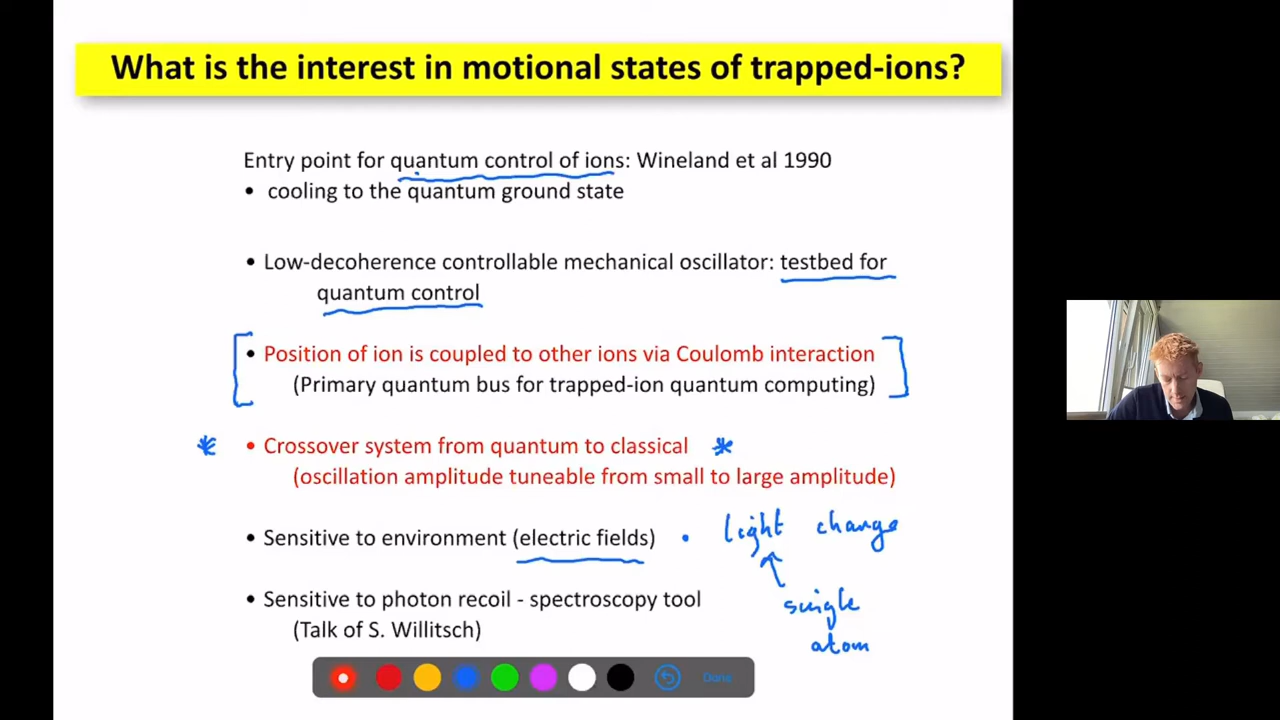 What is the interest in motional states of trapped-ions?
Entry point for quantum control of ions: Wineland et al 1990
• cooling to the quantum ground state
• Low-decoherence controllable mechanical oscillator: testbed for
quantum control
• Position of ion is coupled to other ions via Coulomb interaction
(Primary quantum bus for trapped-ion quantum computing)
* • Crossover system from quantum to classical *
(oscillation amplitude tuneable from small to large amplitude)
• Sensitive to environment (electric fields) • light charge
single
atom
• Sensitive to photon recoil - spectroscopy tool
(Talk of S. Willitsch)
Done